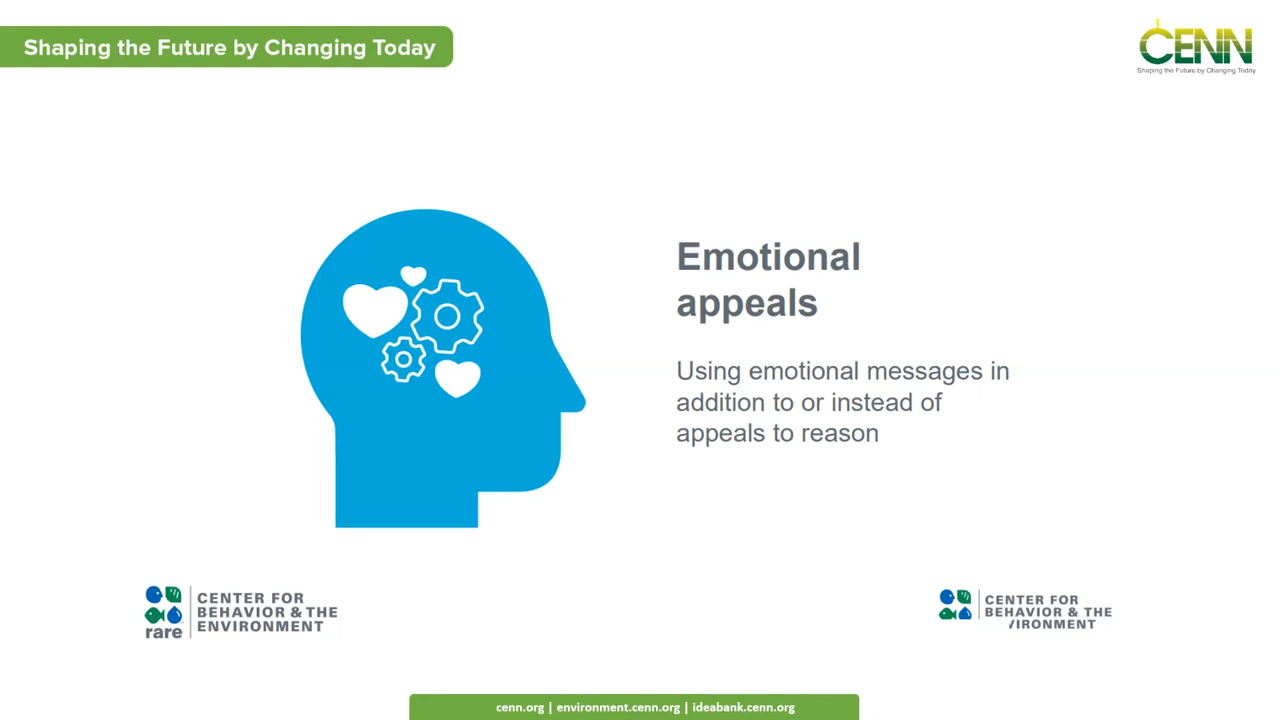 Shaping the Future by Changing Today
CENN
Shaping the Future by Changing Today
Emotional
appeals
Using emotional messages in
addition to or instead of
appeals to reason
rare
CENTER FOR
BEHAVIOR & THE
ENVIRONMENT
CENTER FOR
BEHAVIOR & THE
VIRONMENT
cenn.org | environment.cenn.org | ideabank.cenn.org